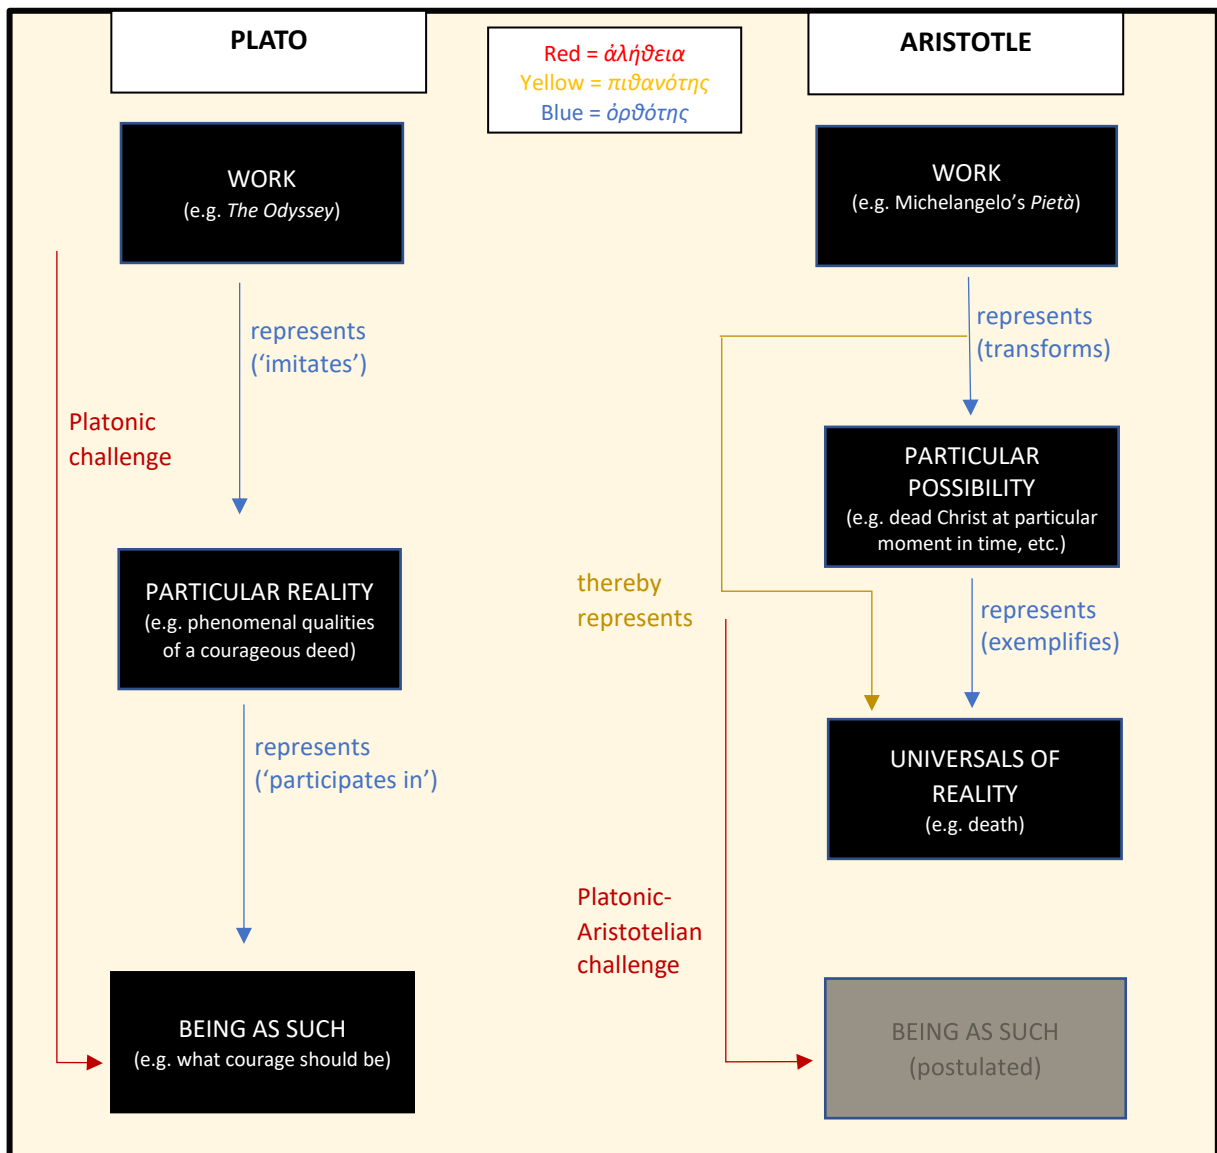 PLATO
Red = ἀλήθεια
Yellow = πιθανότης
Blue = ὀρθότης
ARISTOTLE
WORK
(e.g. The Odyssey)
represents
(‘imitates’)
Platonic
challenge
PARTICULAR REALITY
(e.g. phenomenal qualities
of a courageous deed)
represents
(‘participates in’)
BEING AS SUCH
(e.g. what courage should be)
WORK
(e.g. Michelangelo’s Pietà)
represents
(transforms)
PARTICULAR
POSSIBILITY
(e.g. dead Christ at particular
moment in time, etc.)
thereby
represents
represents
(exemplifies)
UNIVERSALS OF
REALITY
(e.g. death)
Platonic-
Aristotelian
challenge
BEING AS SUCH
(postulated)